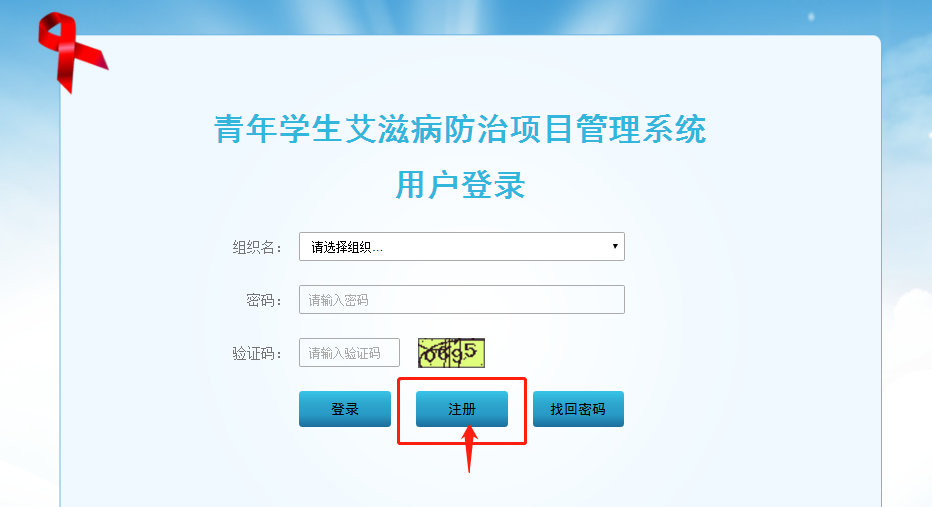 青年学生艾滋病防治项目管理系统
用户登录
组织名： 请选择组织...
密码： 请输入密码
验证码： 请输入验证码 0695
登录 注册 找回密码